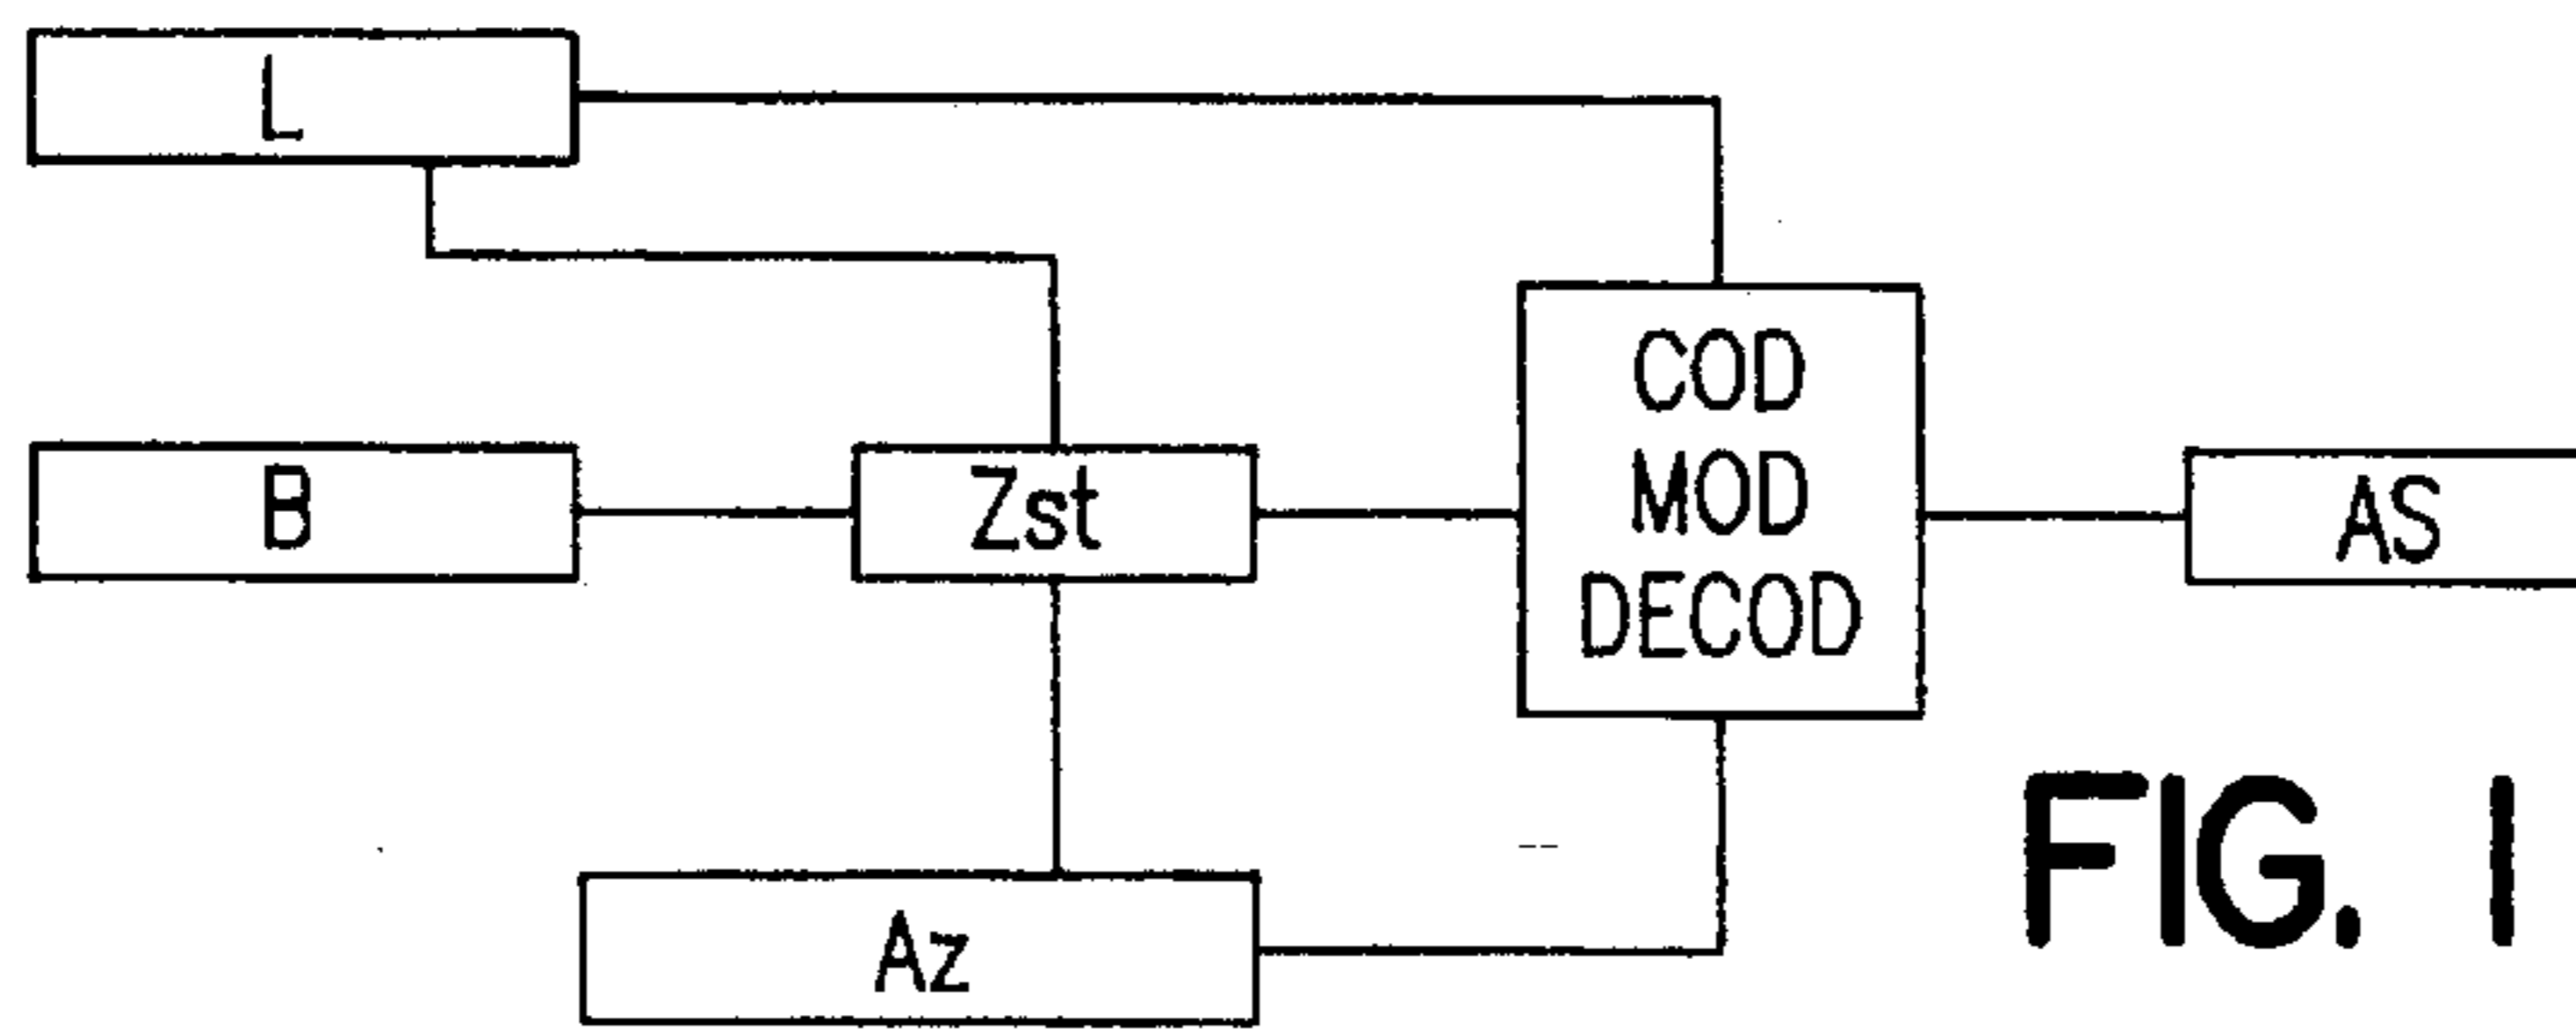 L
B
Zst
COD
MOD
DECOD
AS
Az
FIG. 1